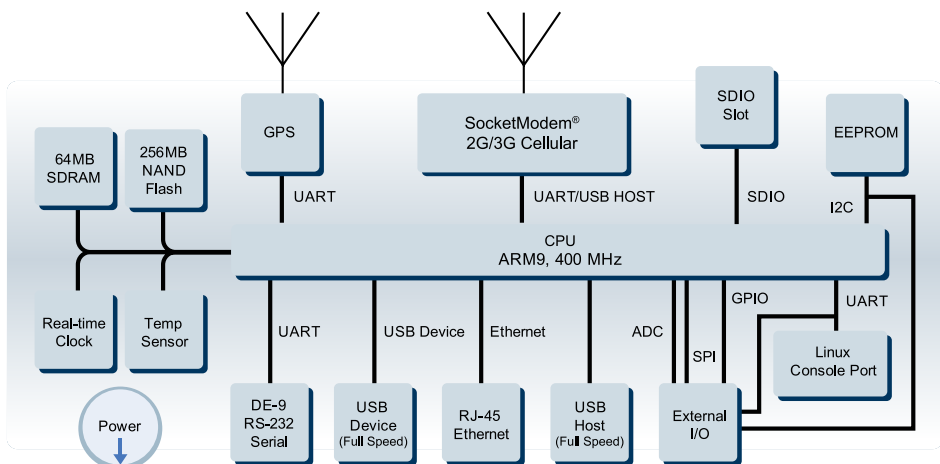 GPS
SocketModem®
2G/3G Cellular
SDIO
Slot
EEPROM
64MB
SDRAM
256MB
NAND
Flash
UART
UART/USB HOST
SDIO
I2C
CPU
ARM9, 400 MHz
Real-time
Clock
Temp
Sensor
UART
USB Device
Ethernet
ADC
SPI
GPIO
UART
Linux
Console Port
Power
DE-9
RS-232
Serial
USB
Device
(Full Speed)
RJ-45
Ethernet
USB
Host
(Full Speed)
External
I/O